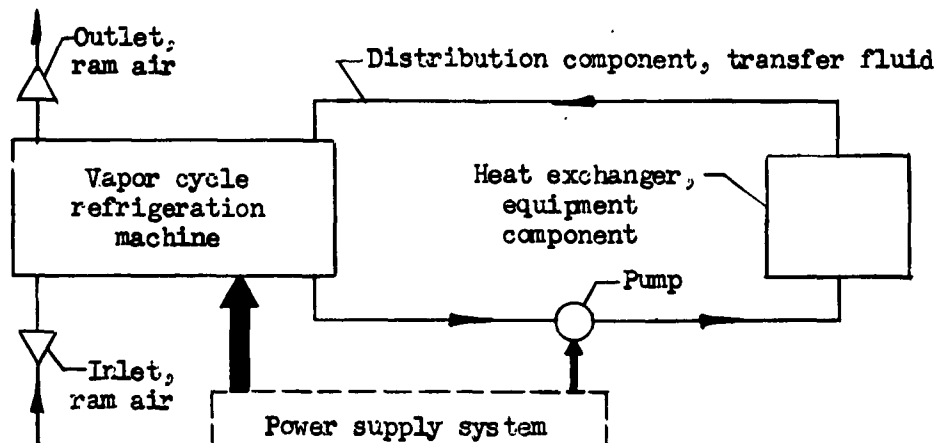 Outlet,
ram air
Distribution component, transfer fluid
Vapor cycle
refrigeration
machine
Heat exchanger,
equipment
component
Pump
Inlet,
ram air
Power supply system